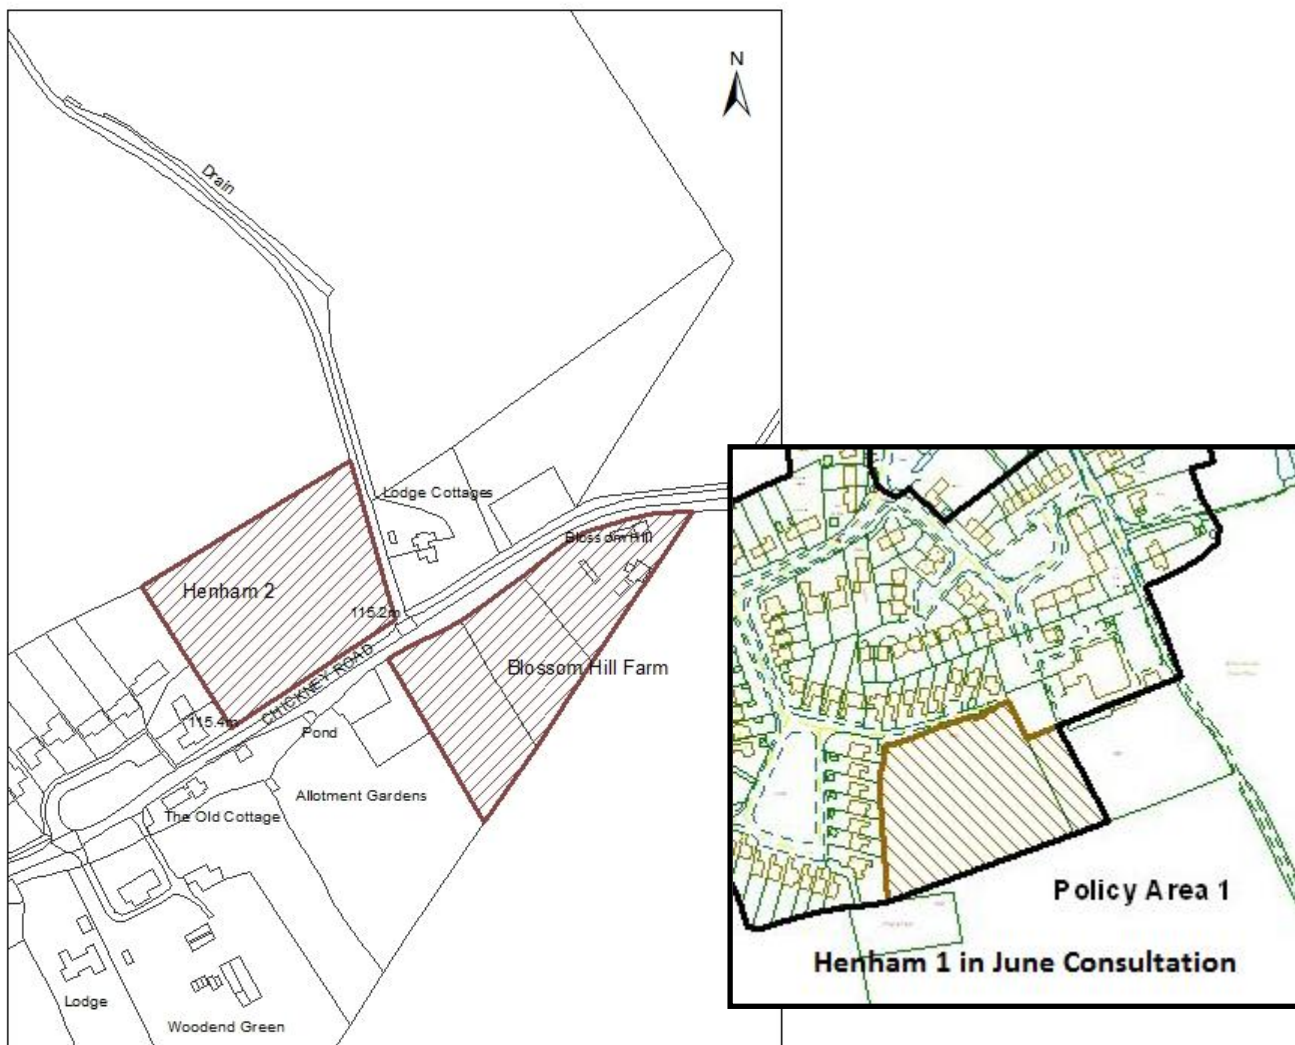 N
Drain
Lodge Cottages
Blossom Hill
Henham 2
115.2m
Blossom Hill Farm
CHICKNEY ROAD
115.4m
Pond
Allotment Gardens
The Old Cottage
Lodge
Woodend Green
Policy Area 1
Henham 1 in June Consultation